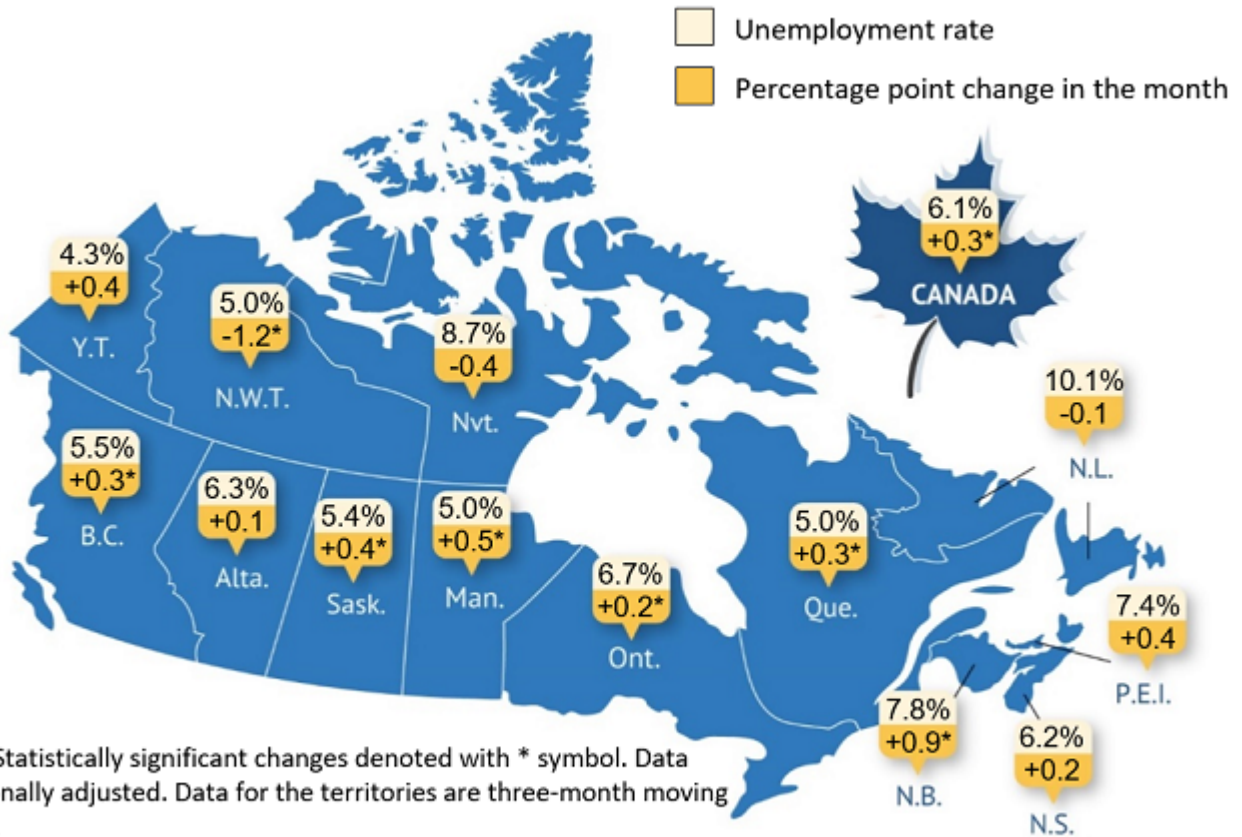 Unemployment rate
Percentage point change in the month
6.1%
+0.3*
CANADA
4.3%
+0.4
Y.T.
5.0%
-1.2*
N.W.T.
8.7%
-0.4
Nvt.
10.1%
-0.1
N.L.
5.5%
+0.3*
B.C.
6.3%
+0.1
Alta.
5.4%
+0.4*
Sask.
5.0%
+0.5*
Man.
6.7%
+0.2*
Ont.
5.0%
+0.3*
Que.
7.4%
+0.4
P.E.I.
7.8%
+0.9*
N.B.
6.2%
+0.2
N.S.
Statistically significant changes denoted with * symbol. Data
nally adjusted. Data for the territories are three-month moving